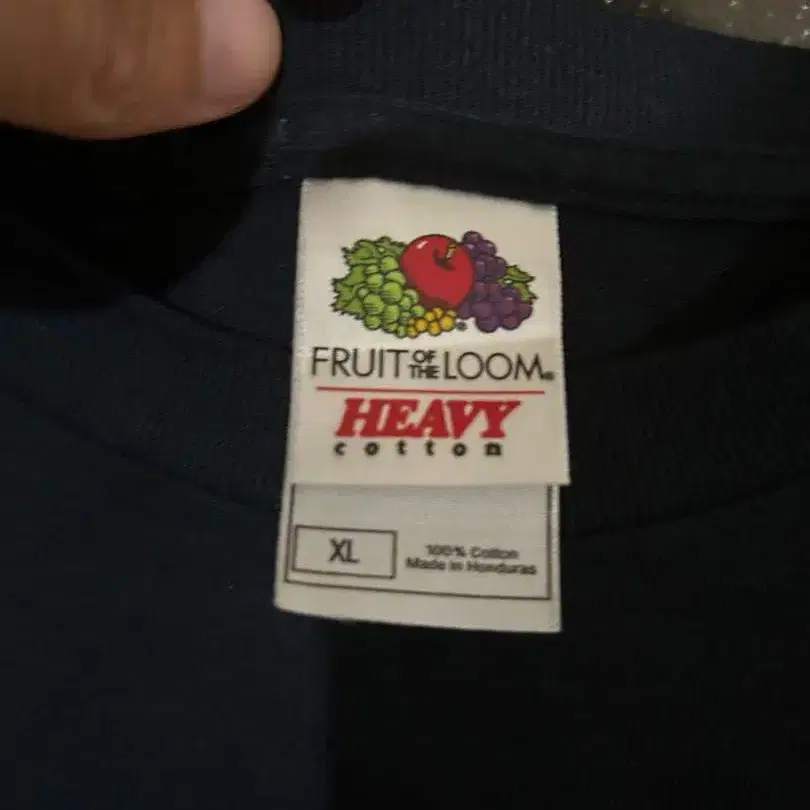 FRUIT OF THE LOOM®
HEAVY
cotton
XL
100% Cotton
Made in Honduras